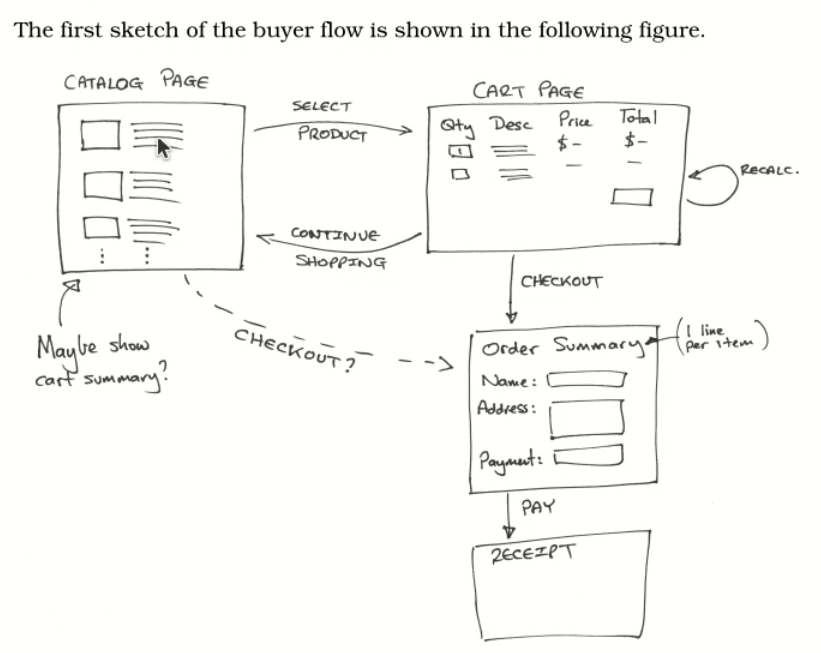 The first sketch of the buyer flow is shown in the following figure.
CATALOG PAGE
SELECT
PRODUCT
CONTINUE
SHOPPING
CART PAGE
Qty Desc Price Total
1 $- $-
RECALC.
CHECKOUT
Maybe show
cart summary?
CHECKOUT?
Order Summary
(1 line
per item)
Name:
Address:
Payment:
PAY
RECEIPT